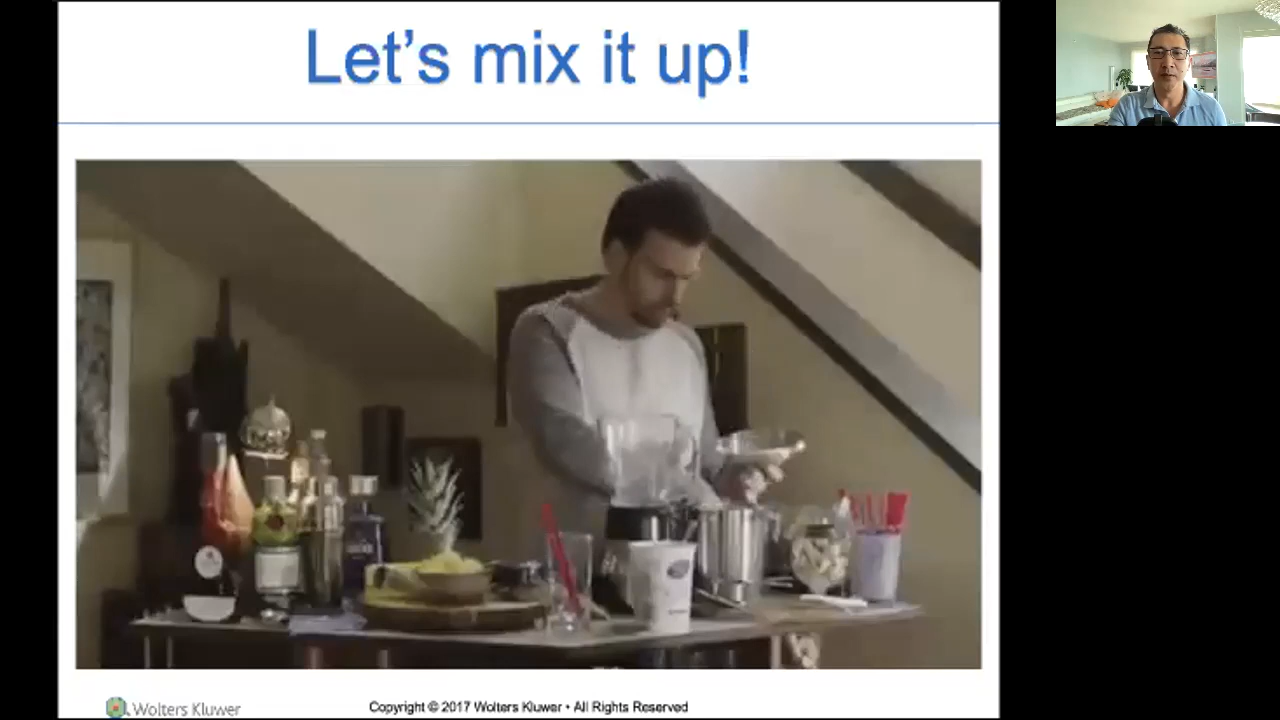 Let's mix it up!
Wolters Kluwer
Copyright © 2017 Wolters Kluwer • All Rights Reserved